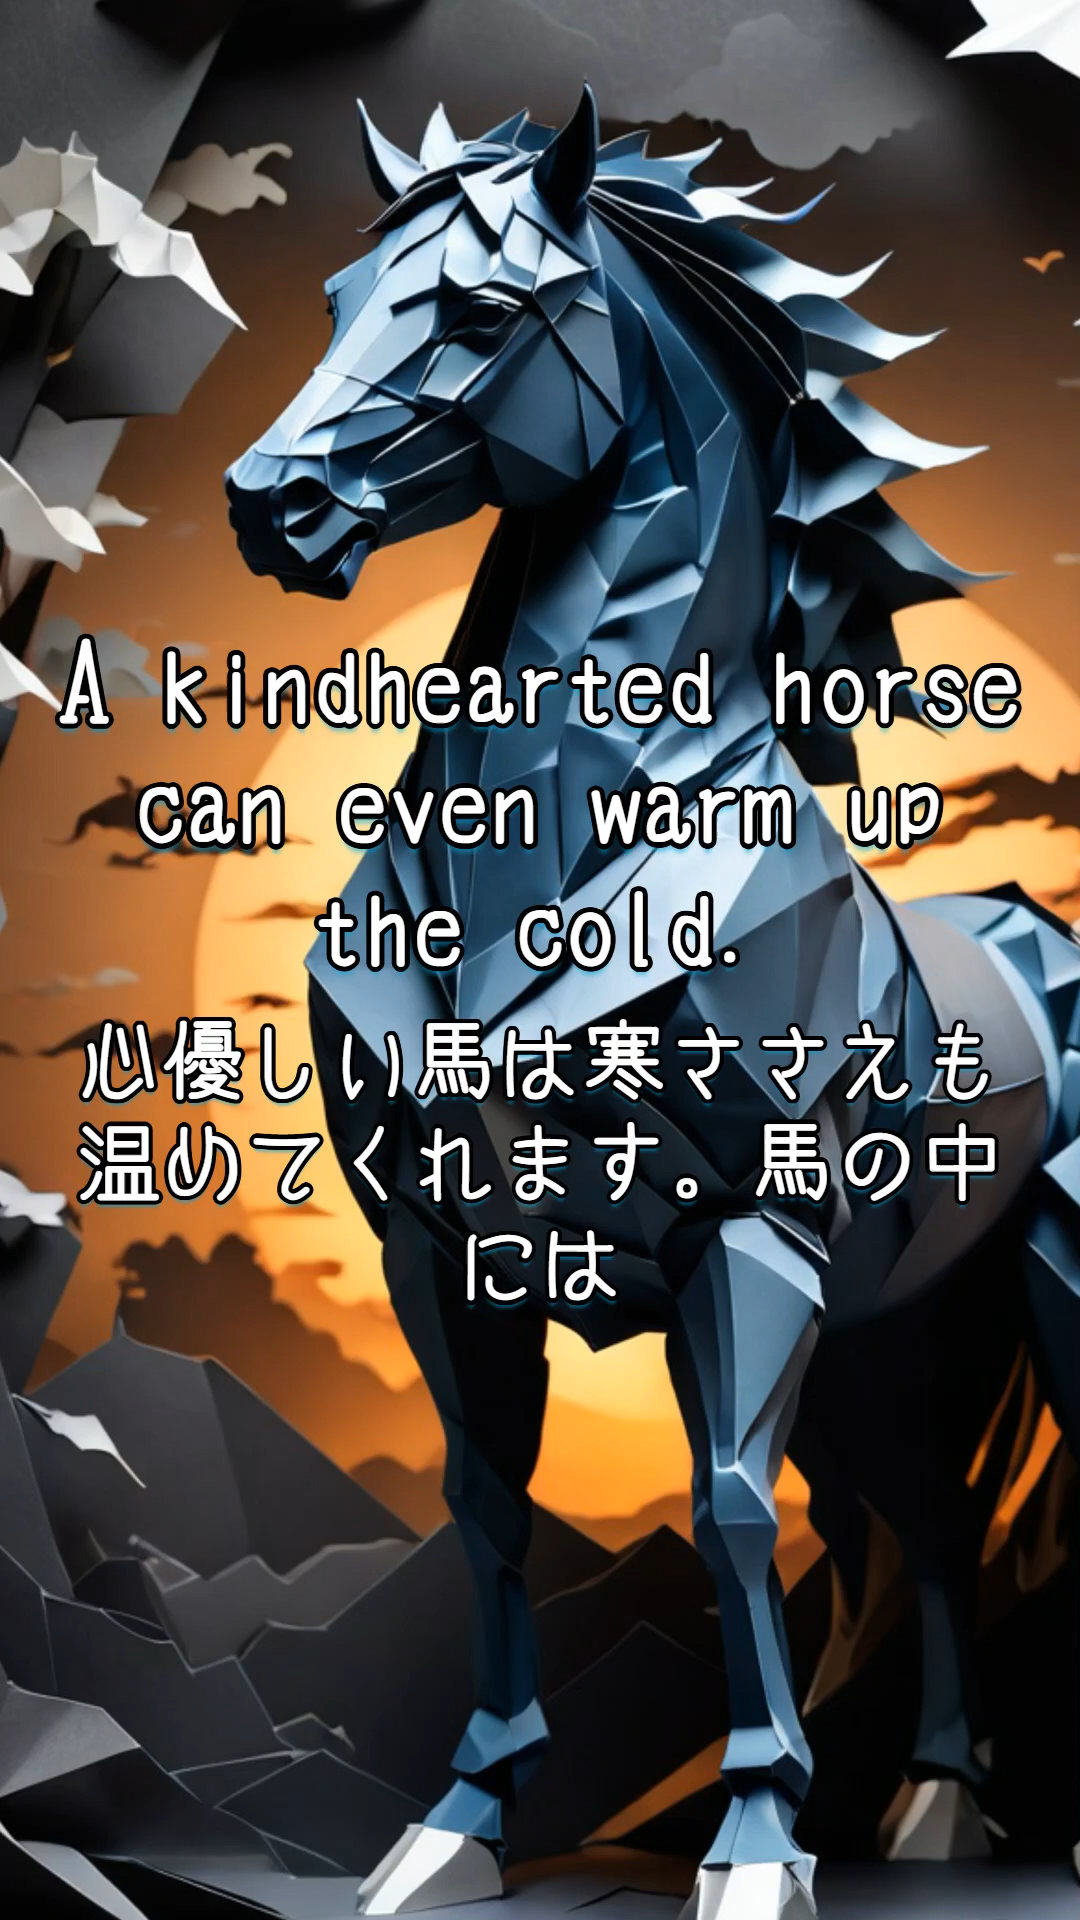 A kindhearted horse
can even warm up
the cold.
心優しい馬は寒ささえも
温めてくれます。馬の中
には